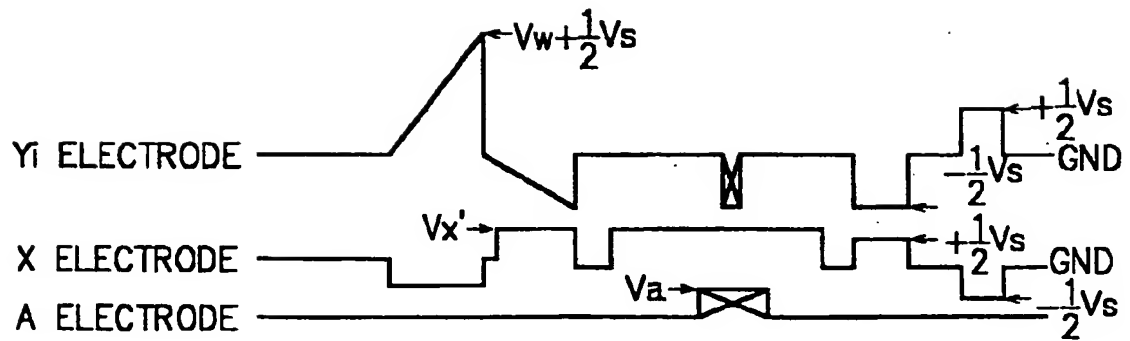 Vw+1/2Vs
+1/2Vs
Yi ELECTRODE
GND
-1/2Vs
Vx'
+1/2Vs
X ELECTRODE
GND
Va
-1/2Vs
A ELECTRODE